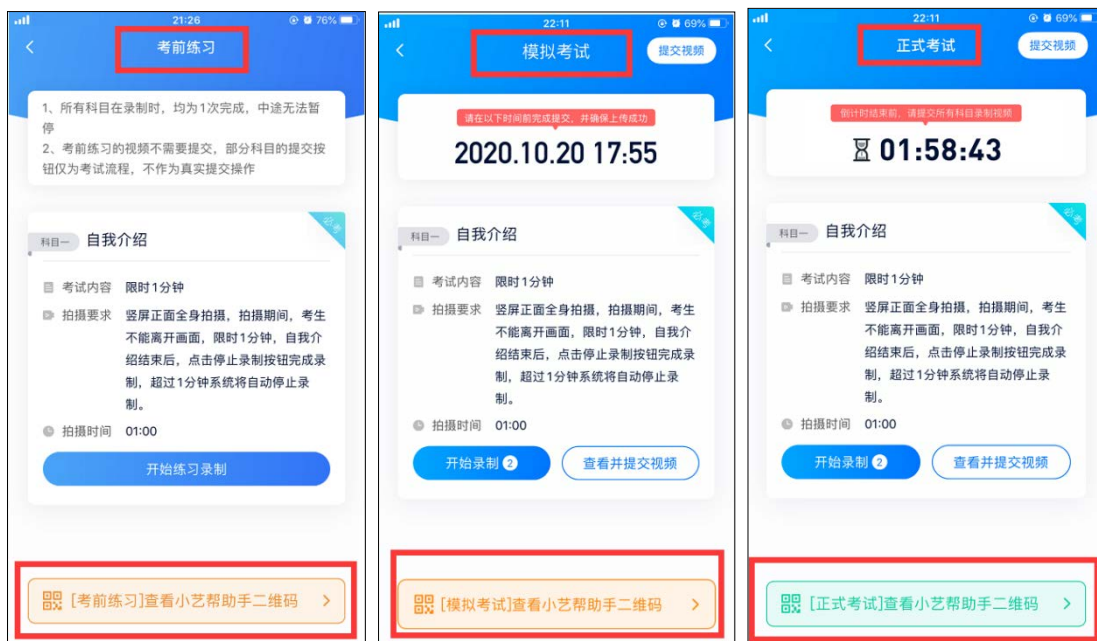 21:26
76%
考前练习
1、所有科目在录制时，均为1次完成，中途无法暂
停
2、考前练习的视频不需要提交，部分科目的提交按
钮仅为考试流程，不作为真实提交操作
必考
科目一
自我介绍
考试内容 限时1分钟
拍摄要求 竖屏正面全身拍摄，拍摄期间，考生
不能离开画面，限时1分钟，自我介
绍结束后，点击停止录制按钮完成录
制，超过1分钟系统将自动停止录
制。
拍摄时间 01:00
开始练习录制
[考前练习]查看小艺帮助手二维码 >
22:11
69%
模拟考试
提交视频
请在以下时间前完成提交，并确保上传成功
2020.10.20 17:55
必考
科目一
自我介绍
考试内容 限时1分钟
拍摄要求 竖屏正面全身拍摄，拍摄期间，考生
不能离开画面，限时1分钟，自我介
绍结束后，点击停止录制按钮完成录
制，超过1分钟系统将自动停止录
制。
拍摄时间 01:00
开始录制 2
查看并提交视频
[模拟考试]查看小艺帮助手二维码 >
22:11
69%
正式考试
提交视频
倒计时结束前，请提交所有科目录制视频
01:58:43
必考
科目一
自我介绍
考试内容 限时1分钟
拍摄要求 竖屏正面全身拍摄，拍摄期间，考生
不能离开画面，限时1分钟，自我介
绍结束后，点击停止录制按钮完成录
制，超过1分钟系统将自动停止录
制。
拍摄时间 01:00
开始录制 2
查看并提交视频
[正式考试]查看小艺帮助手二维码 >